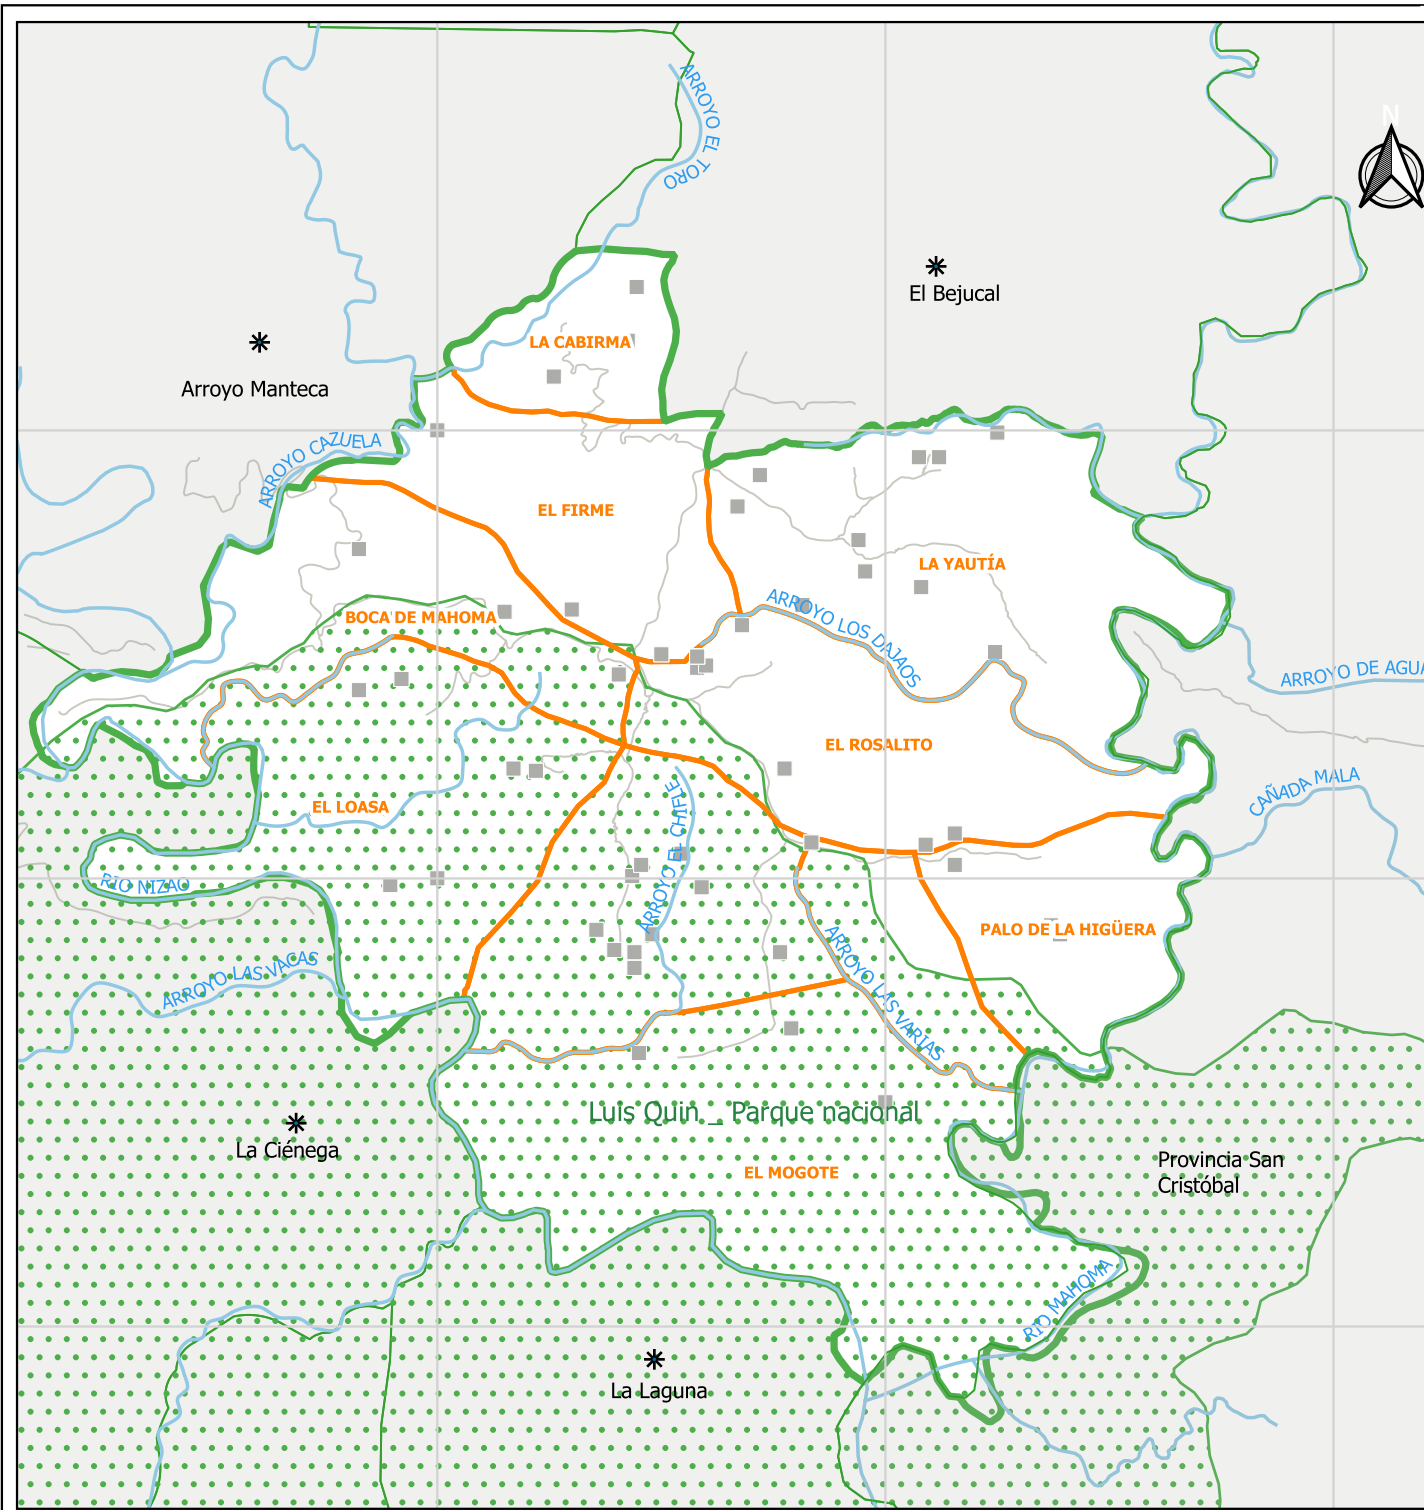 N
ARROYO EL TORO
El Bejucal
LA CABIRMA
Arroyo Manteca
ARROYO CAZUELA
EL FIRME
LA YAUTÍA
BOCA DE MAHOMA
ARROYO LOS DAJAOS
ARROYO DE AGUA
EL ROSALITO
CAÑADA MALA
EL LOASA
ARROYO EL CHIFLE
RIO NIZAO
PALO DE LA HIGÜERA
ARROYO LAS VACAS
ARROYO LAS VARIAS
Luis Quin_ Parque nacional
La Ciénega
EL MOGOTE
Provincia San
Cristóbal
RIO MAHOMA
La Laguna